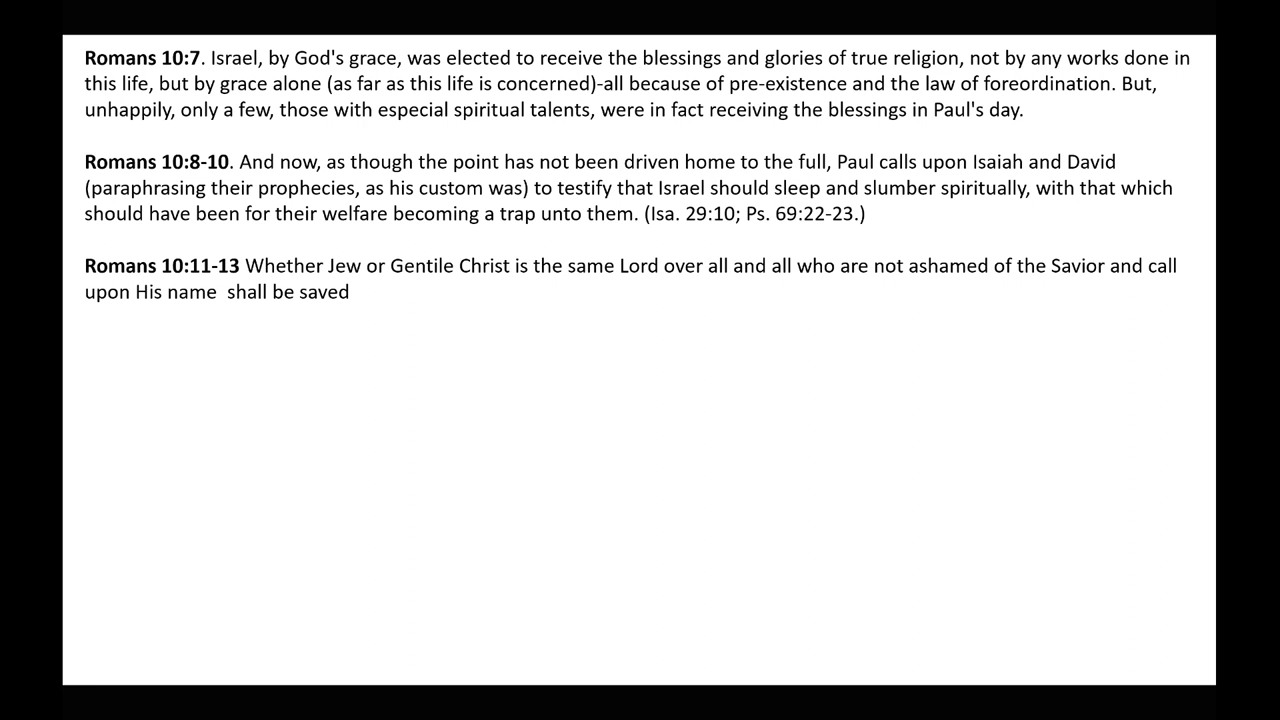 Romans 10:7. Israel, by God's grace, was elected to receive the blessings and glories of true religion, not by any works done in
this life, but by grace alone (as far as this life is concerned)-all because of pre-existence and the law of foreordination. But,
unhappily, only a few, those with especial spiritual talents, were in fact receiving the blessings in Paul's day.
Romans 10:8-10. And now, as though the point has not been driven home to the full, Paul calls upon Isaiah and David
(paraphrasing their prophecies, as his custom was) to testify that Israel should sleep and slumber spiritually, with that which
should have been for their welfare becoming a trap unto them. (Isa. 29:10; Ps. 69:22-23.)
Romans 10:11-13 Whether Jew or Gentile Christ is the same Lord over all and all who are not ashamed of the Savior and call
upon His name  shall be saved